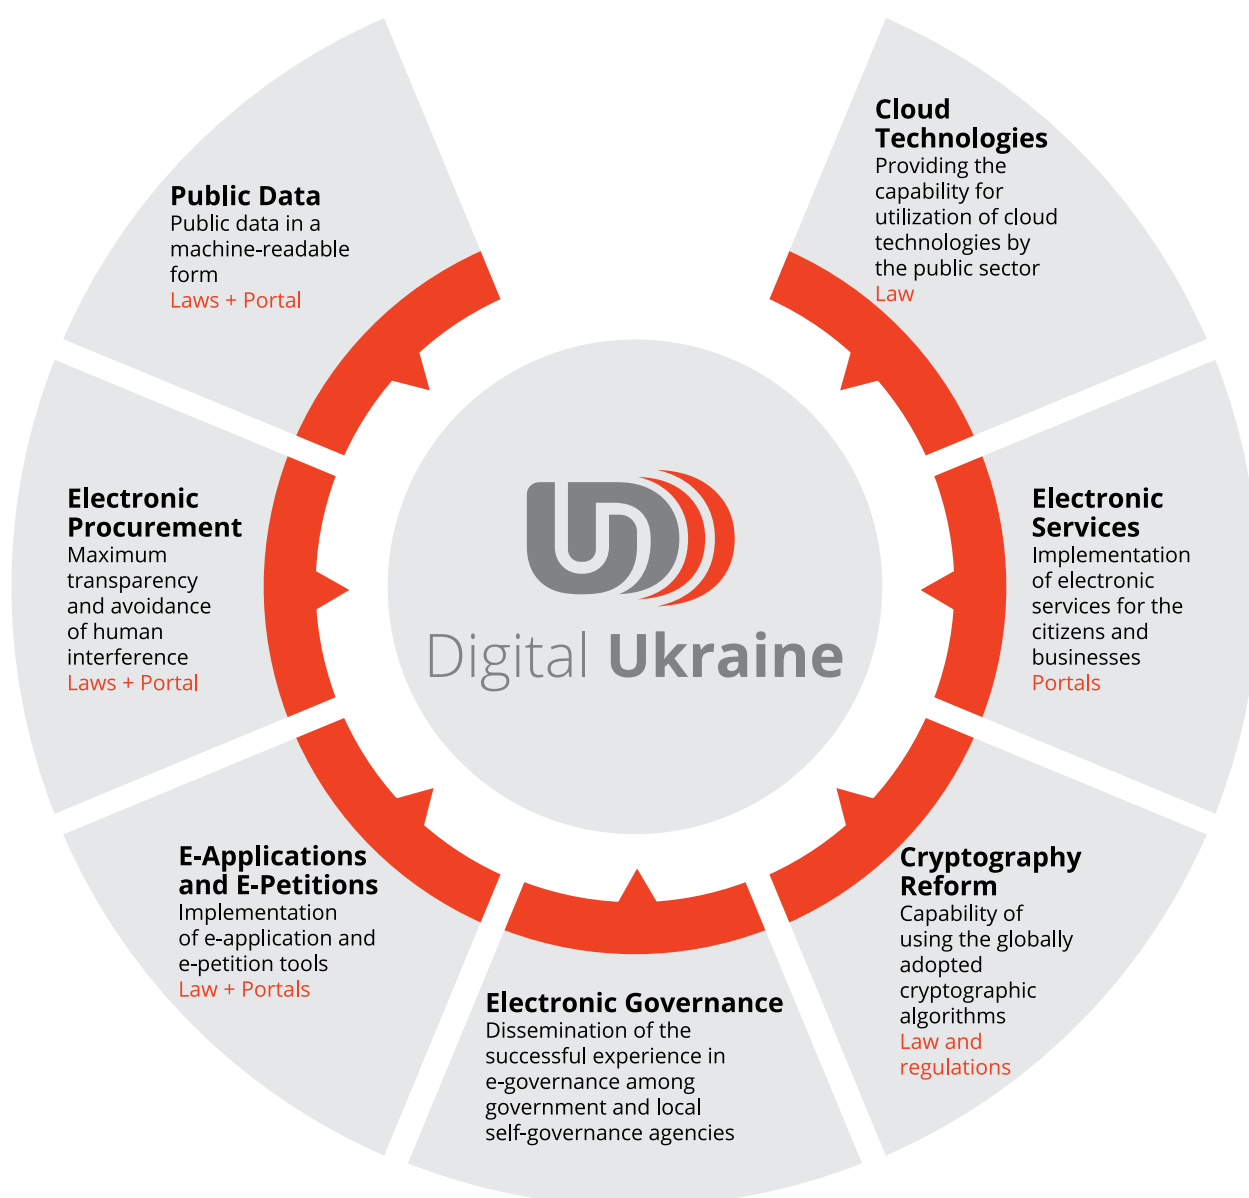 Public Data
Public data in a
machine-readable
form
Laws + Portal
Cloud
Technologies
Providing the
capability for
utilization of cloud
technologies by
the public sector
Law
Electronic
Procurement
Maximum
transparency
and avoidance
of human
interference
Laws + Portal
UD
Digital Ukraine
Electronic
Services
Implementation
of electronic
services for the
citizens and
businesses
Portals
E-Applications
and E-Petitions
Implementation
of e-application and
e-petition tools
Law + Portals
Electronic Governance
Dissemination of the
successful experience in
e-governance among
government and local
self-governance agencies
Cryptography
Reform
Capability of
using the globally
adopted
cryptographic
algorithms
Law and
regulations